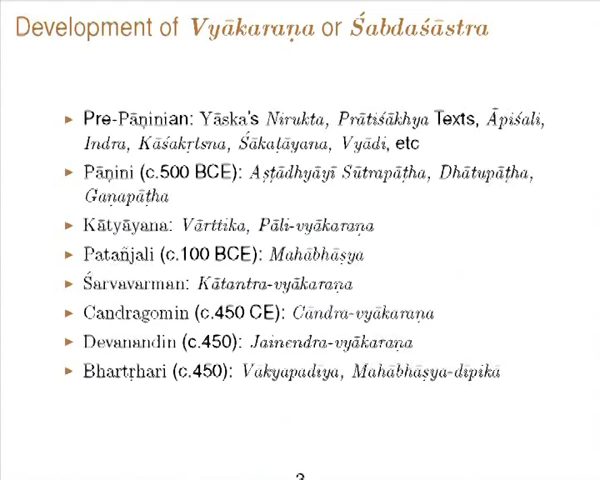 Development of Vyākaraṇa or Śabdaśāstra
▸ Pre-Pāṇinian: Yāska's Nirukta, Prātiśākhya Texts, Āpiśali,
Indra, Kāśakṛtsna, Śākaṭāyana, Vyāḍi, etc
▸ Pāṇini (c.500 BCE): Aṣṭādhyāyī Sūtrapāṭha, Dhātupāṭha,
Gaṇapāṭha
▸ Kātyāyana: Vārttika, Pāli-vyākaraṇa
▸ Patañjali (c.100 BCE): Mahābhāṣya
▸ Śarvavarman: Kātantra-vyākaraṇa
▸ Candragomin (c.450 CE): Cāndra-vyākaraṇa
▸ Devanandin (c.450): Jainendra-vyākaraṇa
▸ Bhartṛhari (c.450): Vākyapadīya, Mahābhāṣya-dīpikā
3